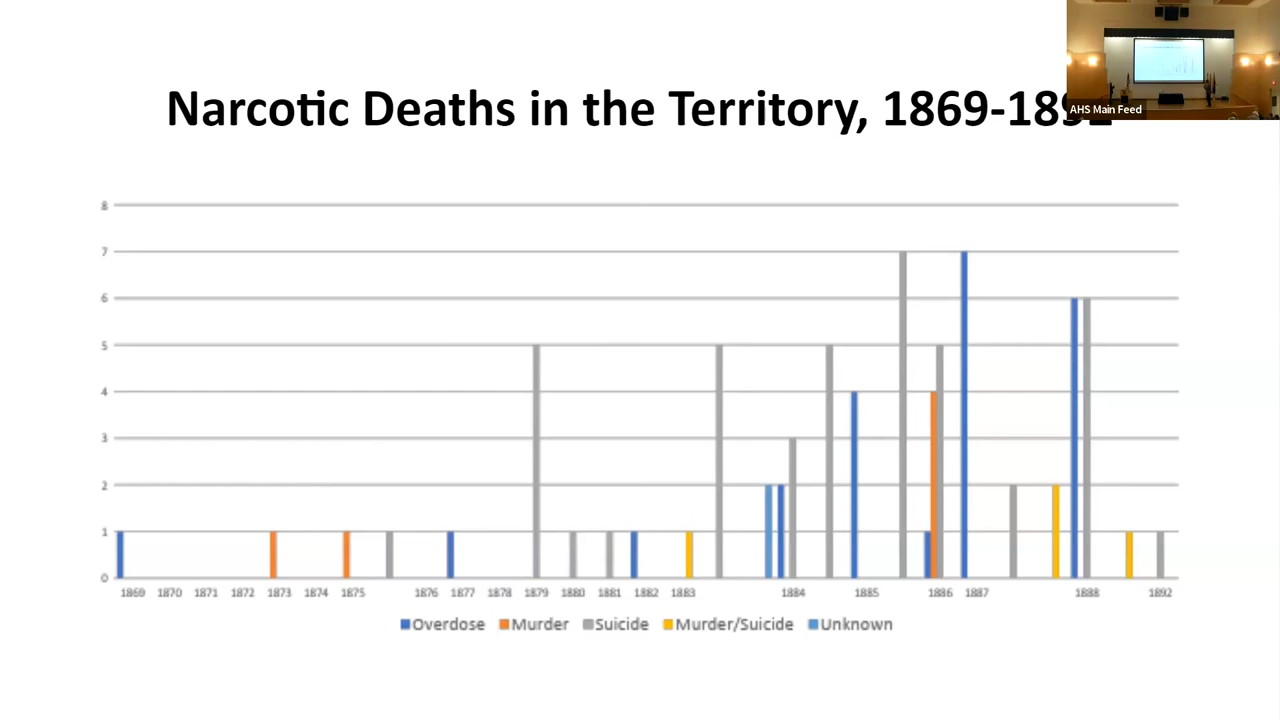 Narcotic Deaths in the Territory, 1869-189
AHS Main Feed
8
7
6
5
4
3
2
1
0
1869 1870 1871 1872 1873 1874 1875 1876 1877 1878 1879 1880 1881 1882 1883 1884 1885 1886 1887 1888 1892
Overdose Murder Suicide Murder/Suicide Unknown